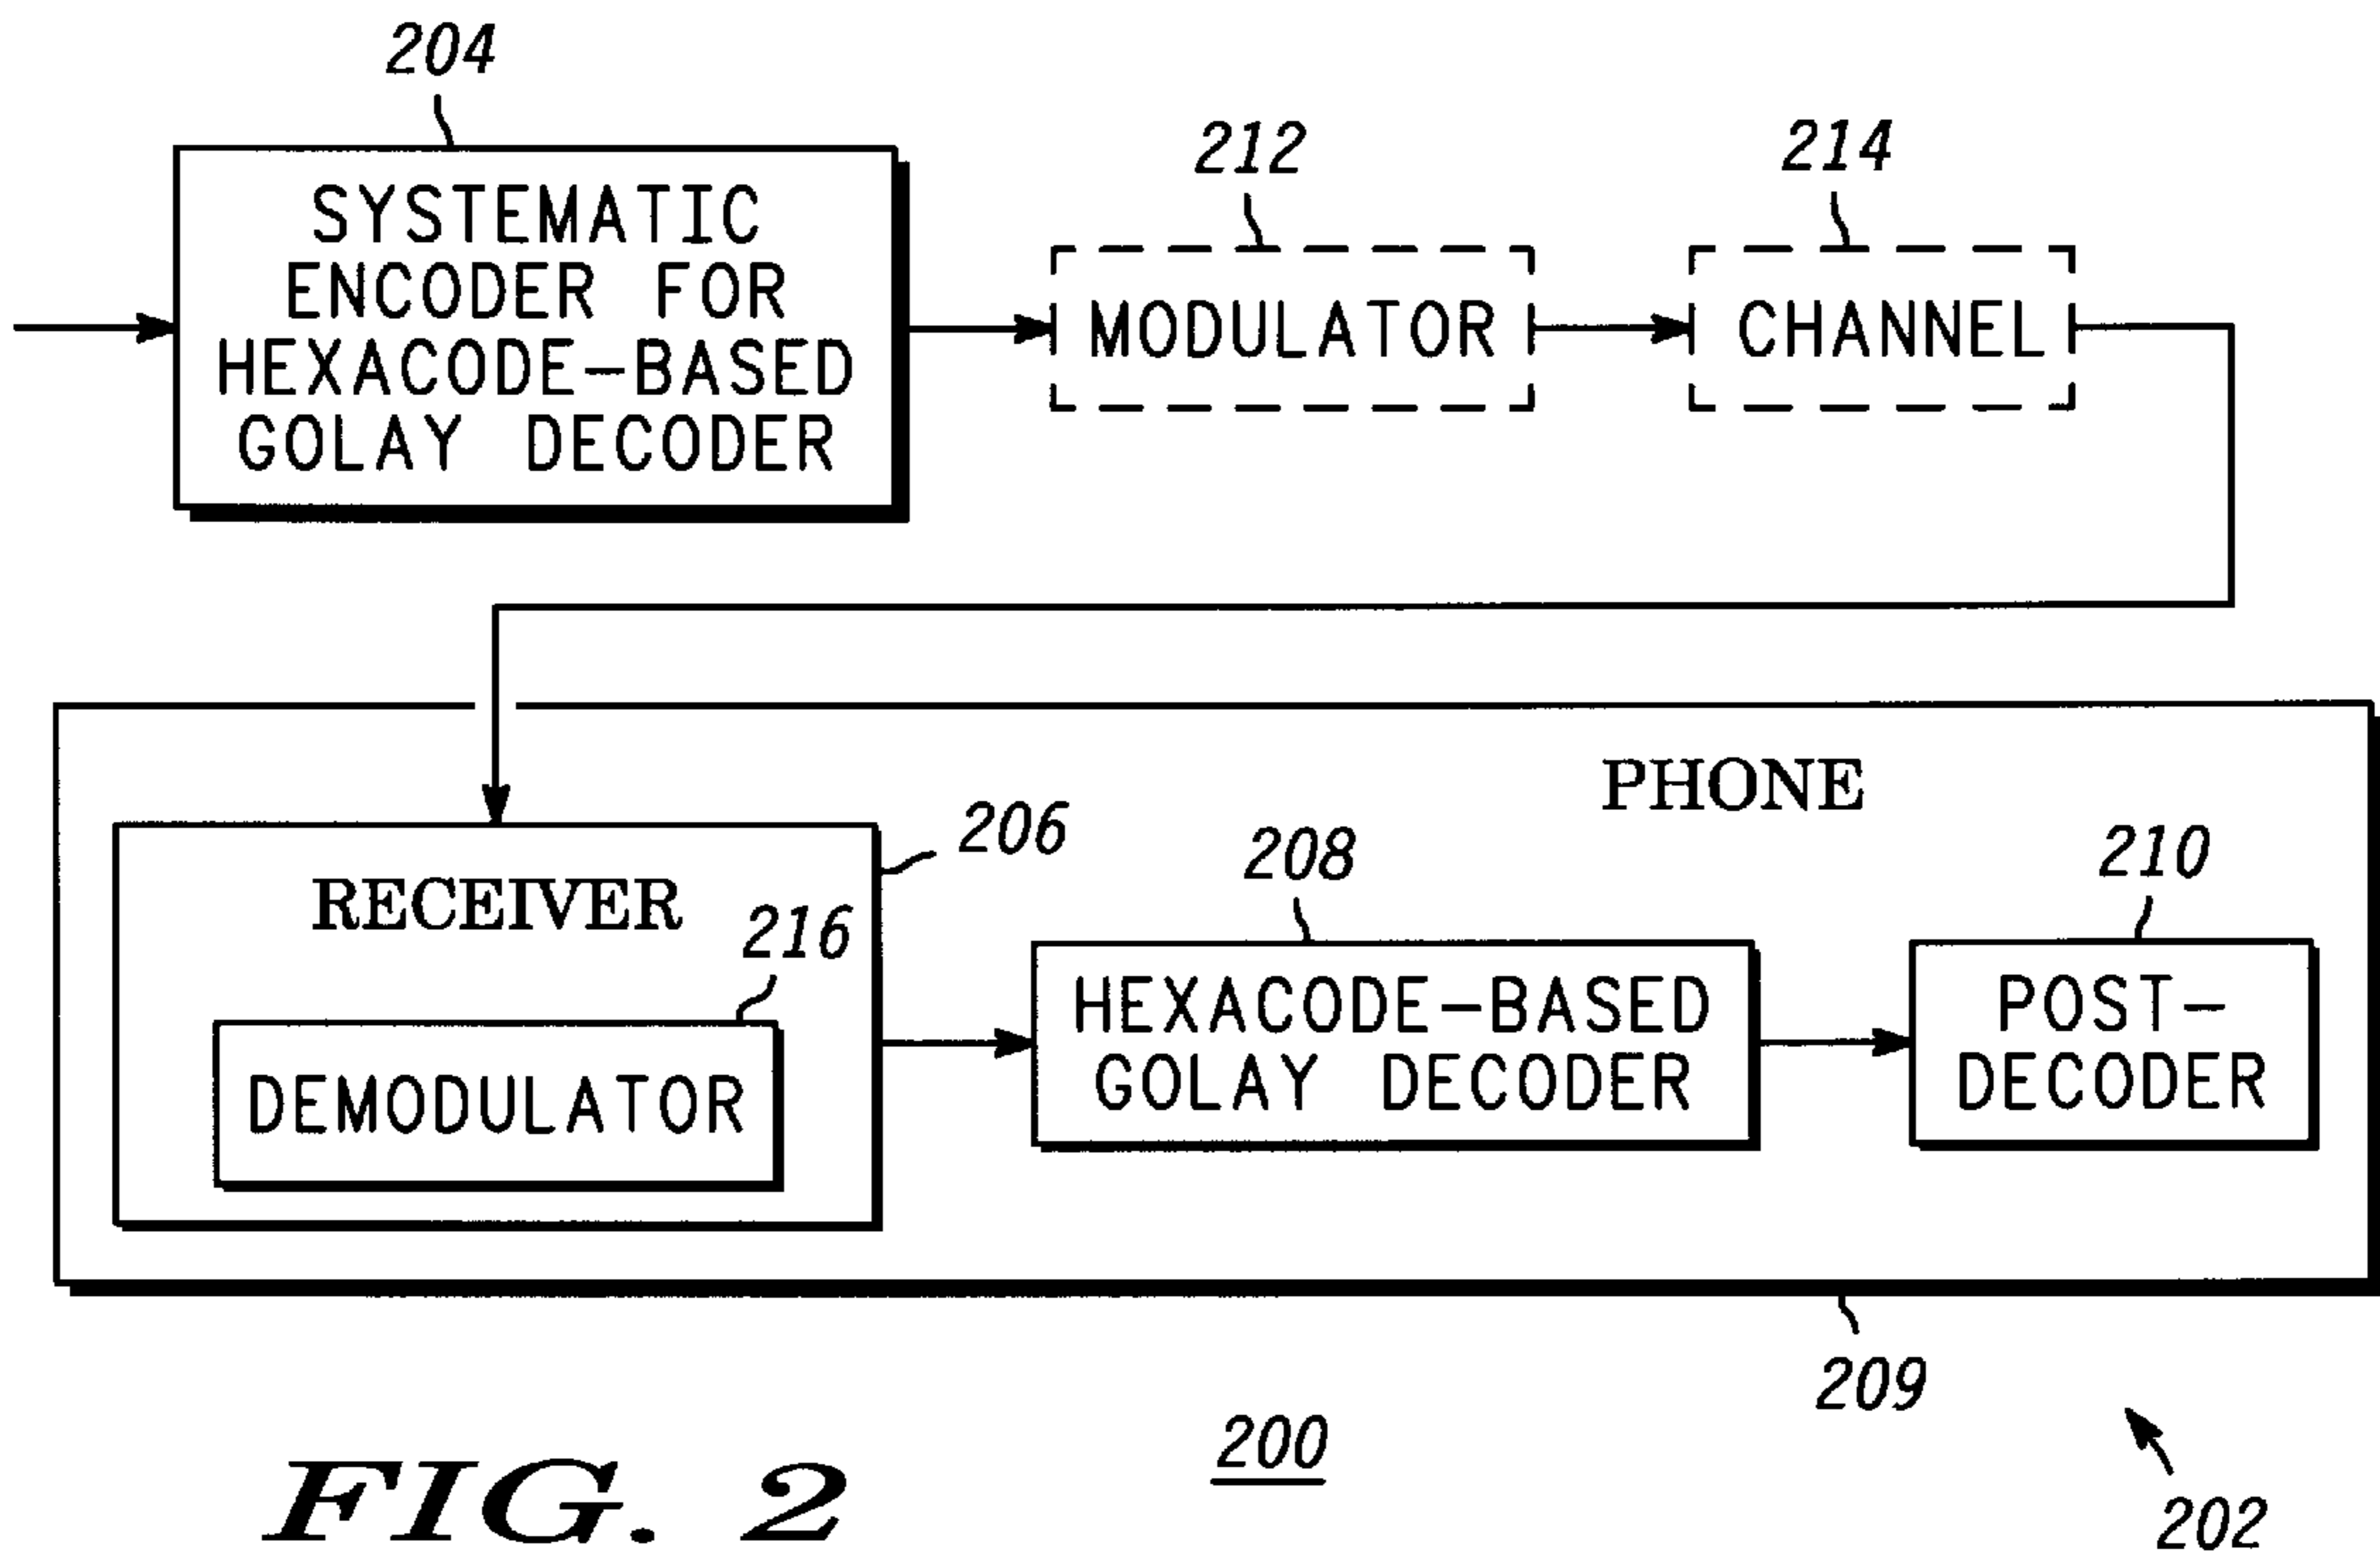 204
SYSTEMATIC
ENCODER FOR
HEXACODE-BASED
GOLAY DECODER
212
MODULATOR
214
CHANNEL
PHONE
206
RECEIVER
216
DEMODULATOR
208
HEXACODE-BASED
GOLAY DECODER
210
POST-
DECODER
209
200
202
FIG. 2